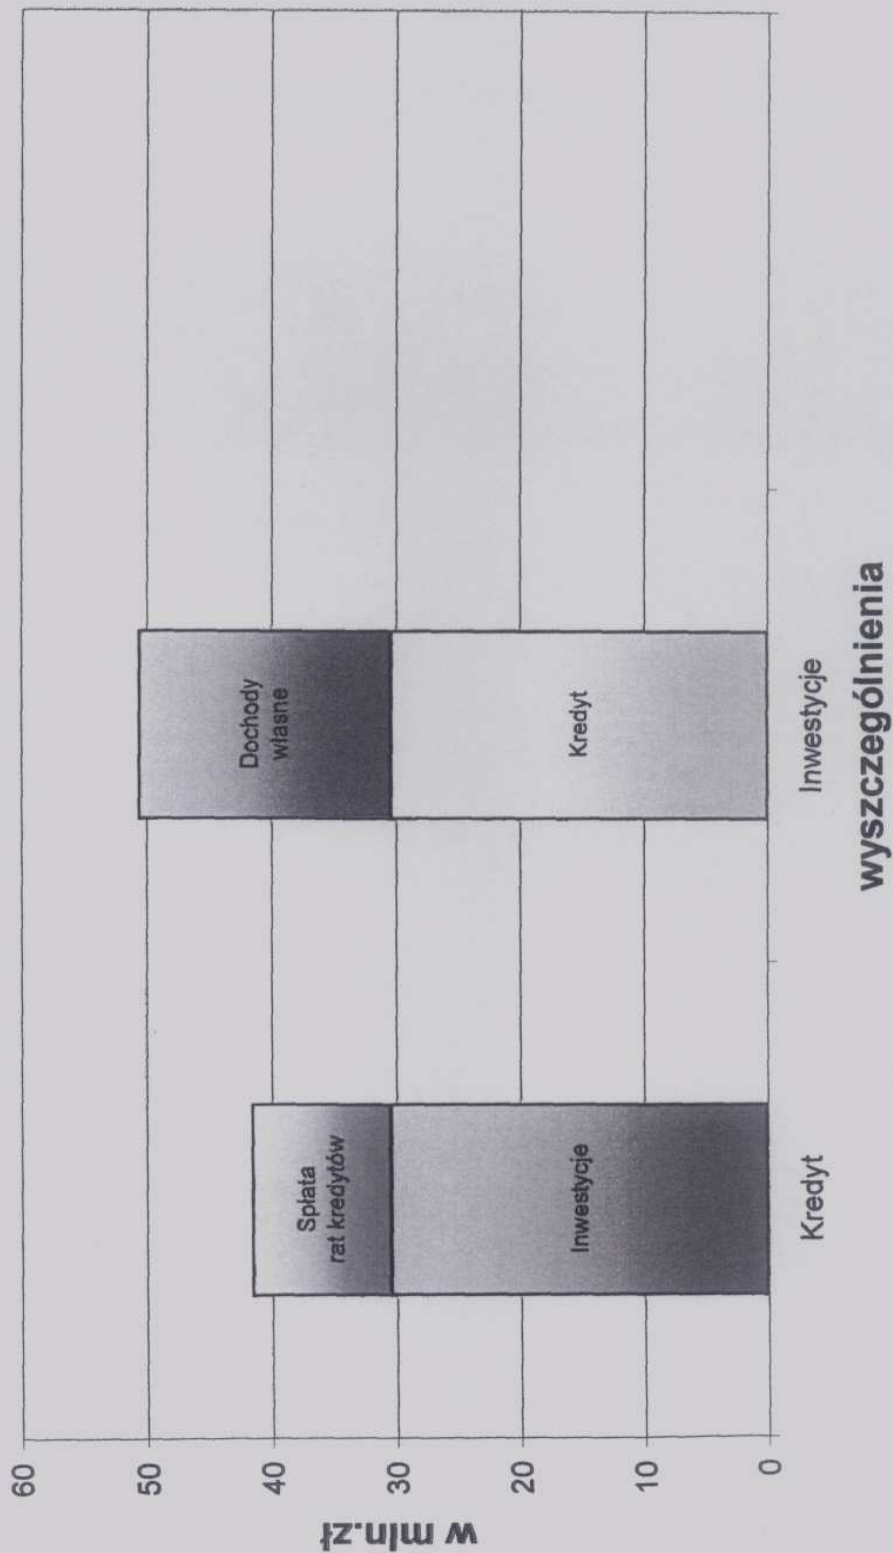 60
50
40
30
20
10
0
w mln.zł
Spłata
rat kredytów
Inwestycje
Dochody
własne
Kredyt
Kredyt
Inwestycje
wyszczególnienia